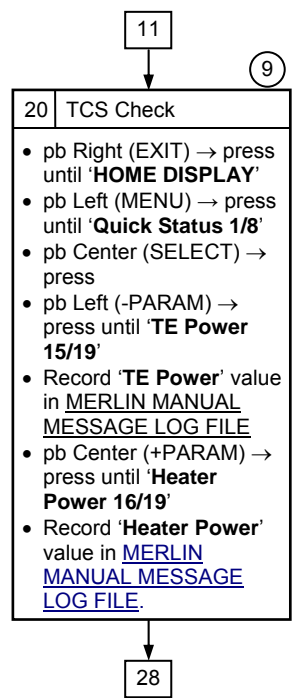 11
9
20 TCS Check
• pb Right (EXIT) → press
until ‘HOME DISPLAY’
• pb Left (MENU) → press
until ‘Quick Status 1/8’
• pb Center (SELECT) →
press
• pb Left (-PARAM) →
press until ‘TE Power
15/19’
• Record ‘TE Power’ value
in MERLIN MANUAL
MESSAGE LOG FILE
• pb Center (+PARAM) →
press until ‘Heater
Power 16/19’
• Record ‘Heater Power’
value in MERLIN
MANUAL MESSAGE
LOG FILE.
28